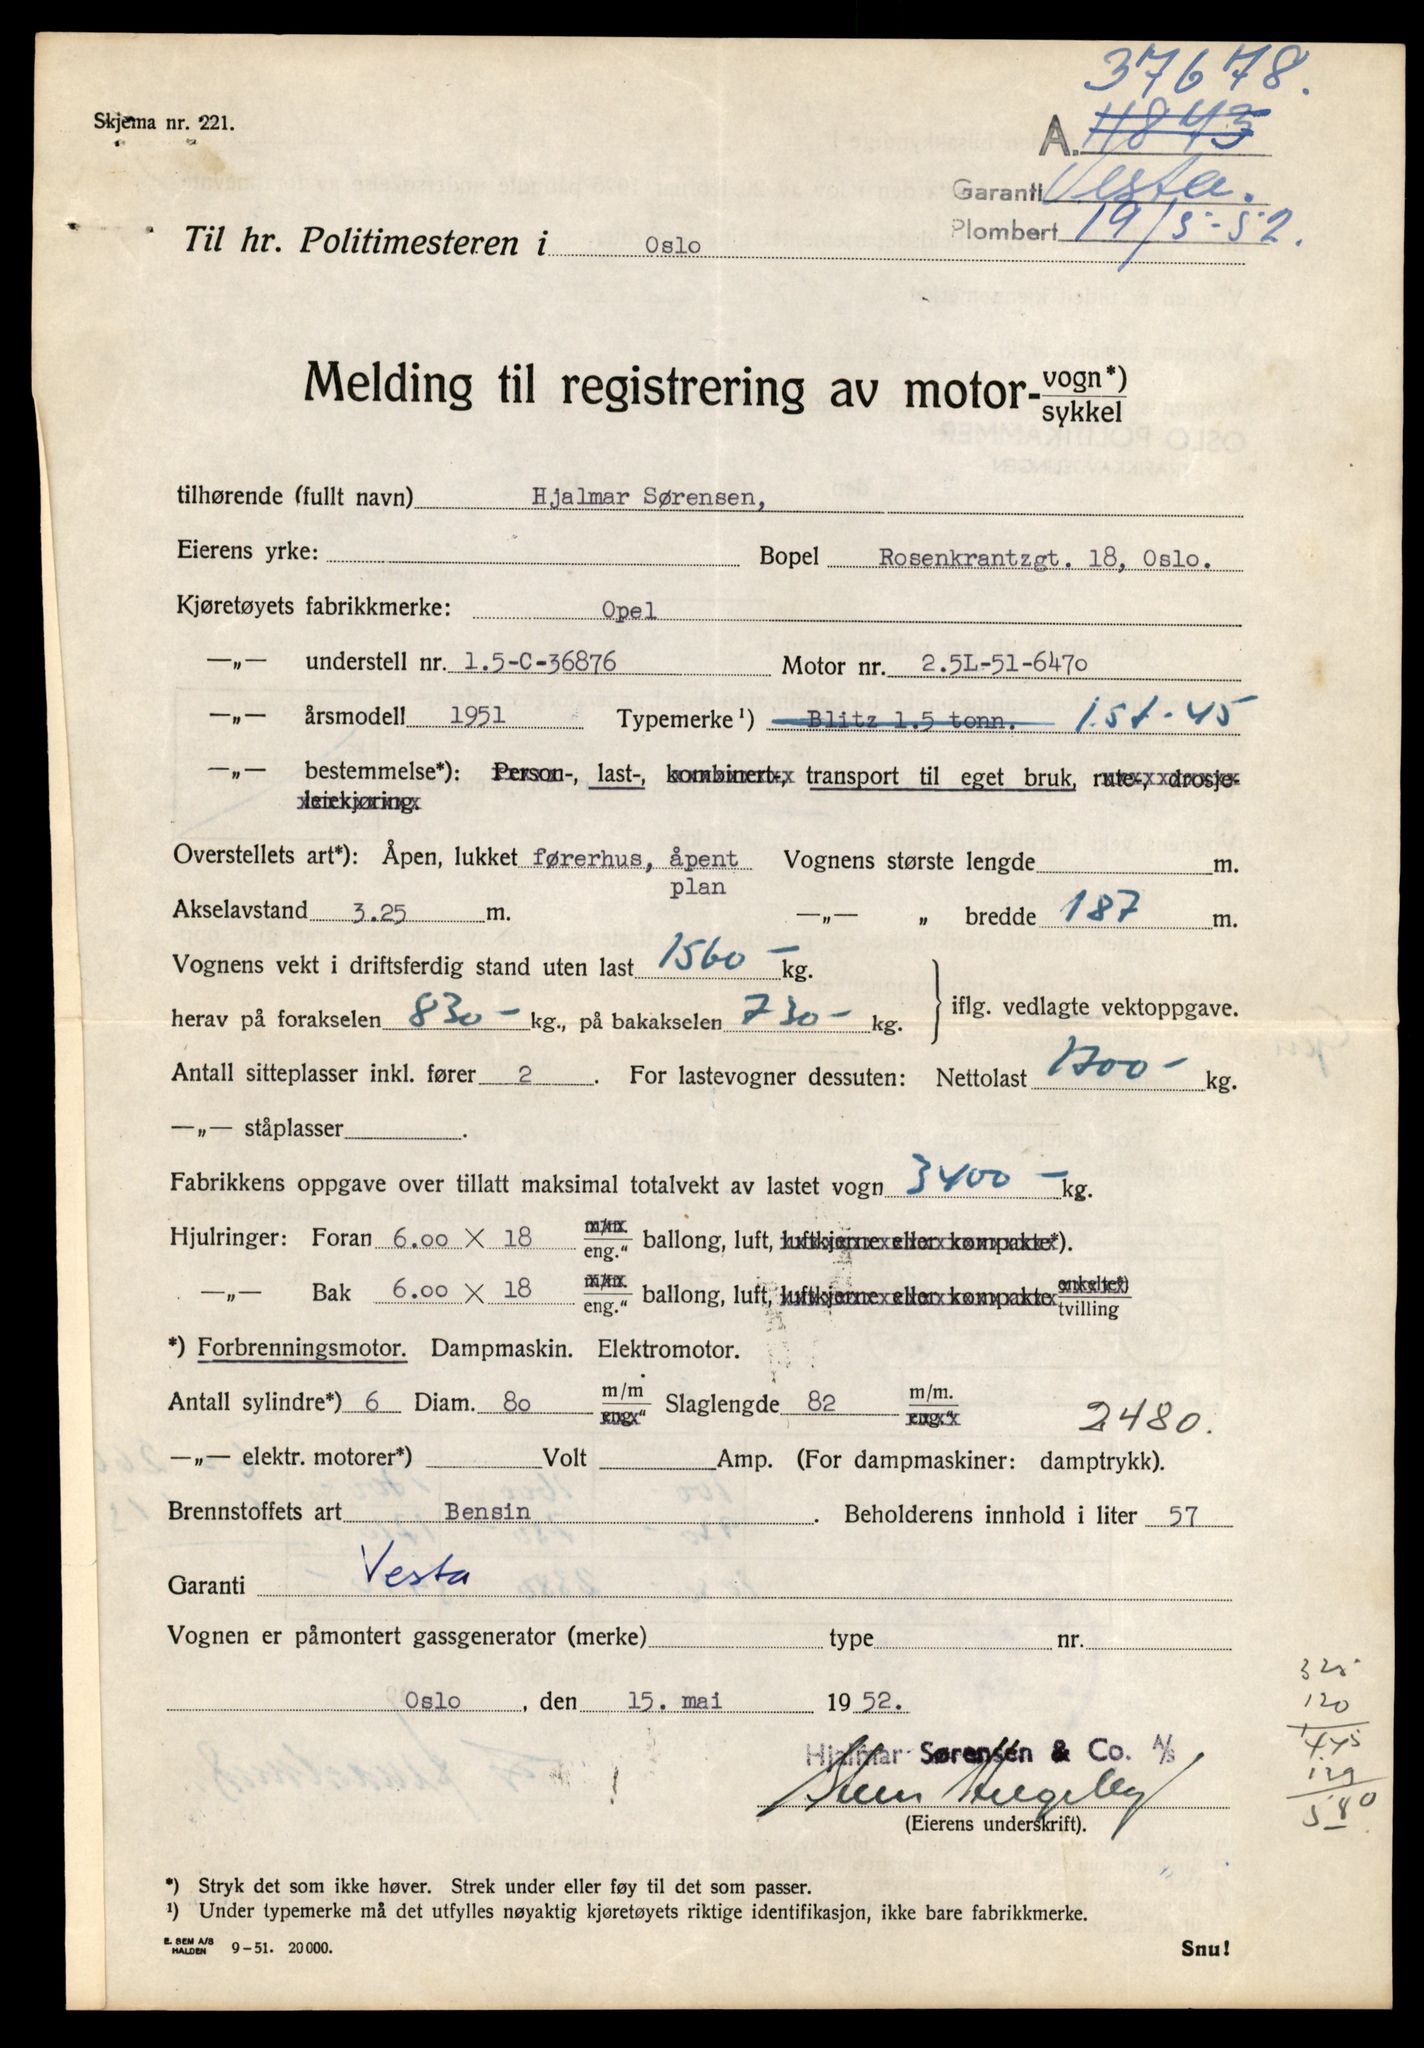 37678.
Skjema nr. 221.
A. 11843
Garanti Vesta.
Plombert 19/5-52.
Til hr. Politimesteren i Oslo
Melding til registrering av motor- vogn*) / sykkel
tilhørende (fullt navn) Hjalmar Sørensen,
Eierens yrke: Bopel Rosenkrantzgt. 18, Oslo.
Kjøretøyets fabrikkmerke: Opel
—„— understell nr. 1.5-C-36876 Motor nr. 2.5L-51-6470
—„— årsmodell 1951 Typemerke¹) Blitz 1.5 tonn. 1.5t-45
—„— bestemmelse*): Person-, last-, kombinert-, transport til eget bruk, rute-, drosje-
leiekjøring.
Overstellets art*): Åpen, lukket førerhus, åpent Vognens største lengde m.
plan
Akselavstand 3.25 m. —„— „ bredde 187 m.
Vognens vekt i driftsferdig stand uten last 1560 — kg.
herav på forakselen 830 — kg., på bakakselen 730 — kg. iflg. vedlagte vektoppgave.
Antall sitteplasser inkl. fører 2 . For lastevogner dessuten: Nettolast 1700 — kg.
—„— ståplasser .
Fabrikkens oppgave over tillatt maksimal totalvekt av lastet vogn 3400 — kg.
Hjulringer: Foran 6.00 X 18 m/m. / eng.“ ballong, luft, luftkjerne eller kompakte*).
—„— Bak 6.00 X 18 m/m. / eng.“ ballong, luft, luftkjerne eller kompakte enkelte*) / tvilling
*) Forbrenningsmotor. Dampmaskin. Elektromotor.
Antall sylindre*) 6 Diam. 80 m/m / eng.“ Slaglengde 82 m/m. / eng.“ 2480.
—„— elektr. motorer*) Volt Amp. (For dampmaskiner: damptrykk).
Brennstoffets art Bensin . Beholderens innhold i liter 57
Garanti Vesta
Vognen er påmontert gassgenerator (merke) type nr.
325
120
445
129
580
Oslo , den 15. mai 1952.
Hjalmar Sørensen & Co. A/S
(Eierens underskrift).
*) Stryk det som ikke høver. Strek under eller føy til det som passer.
¹) Under typemerke må det utfylles nøyaktig kjøretøyets riktige identifikasjon, ikke bare fabrikkmerke.
E. SEM A/S HALDEN 9-51. 20000. Snu!